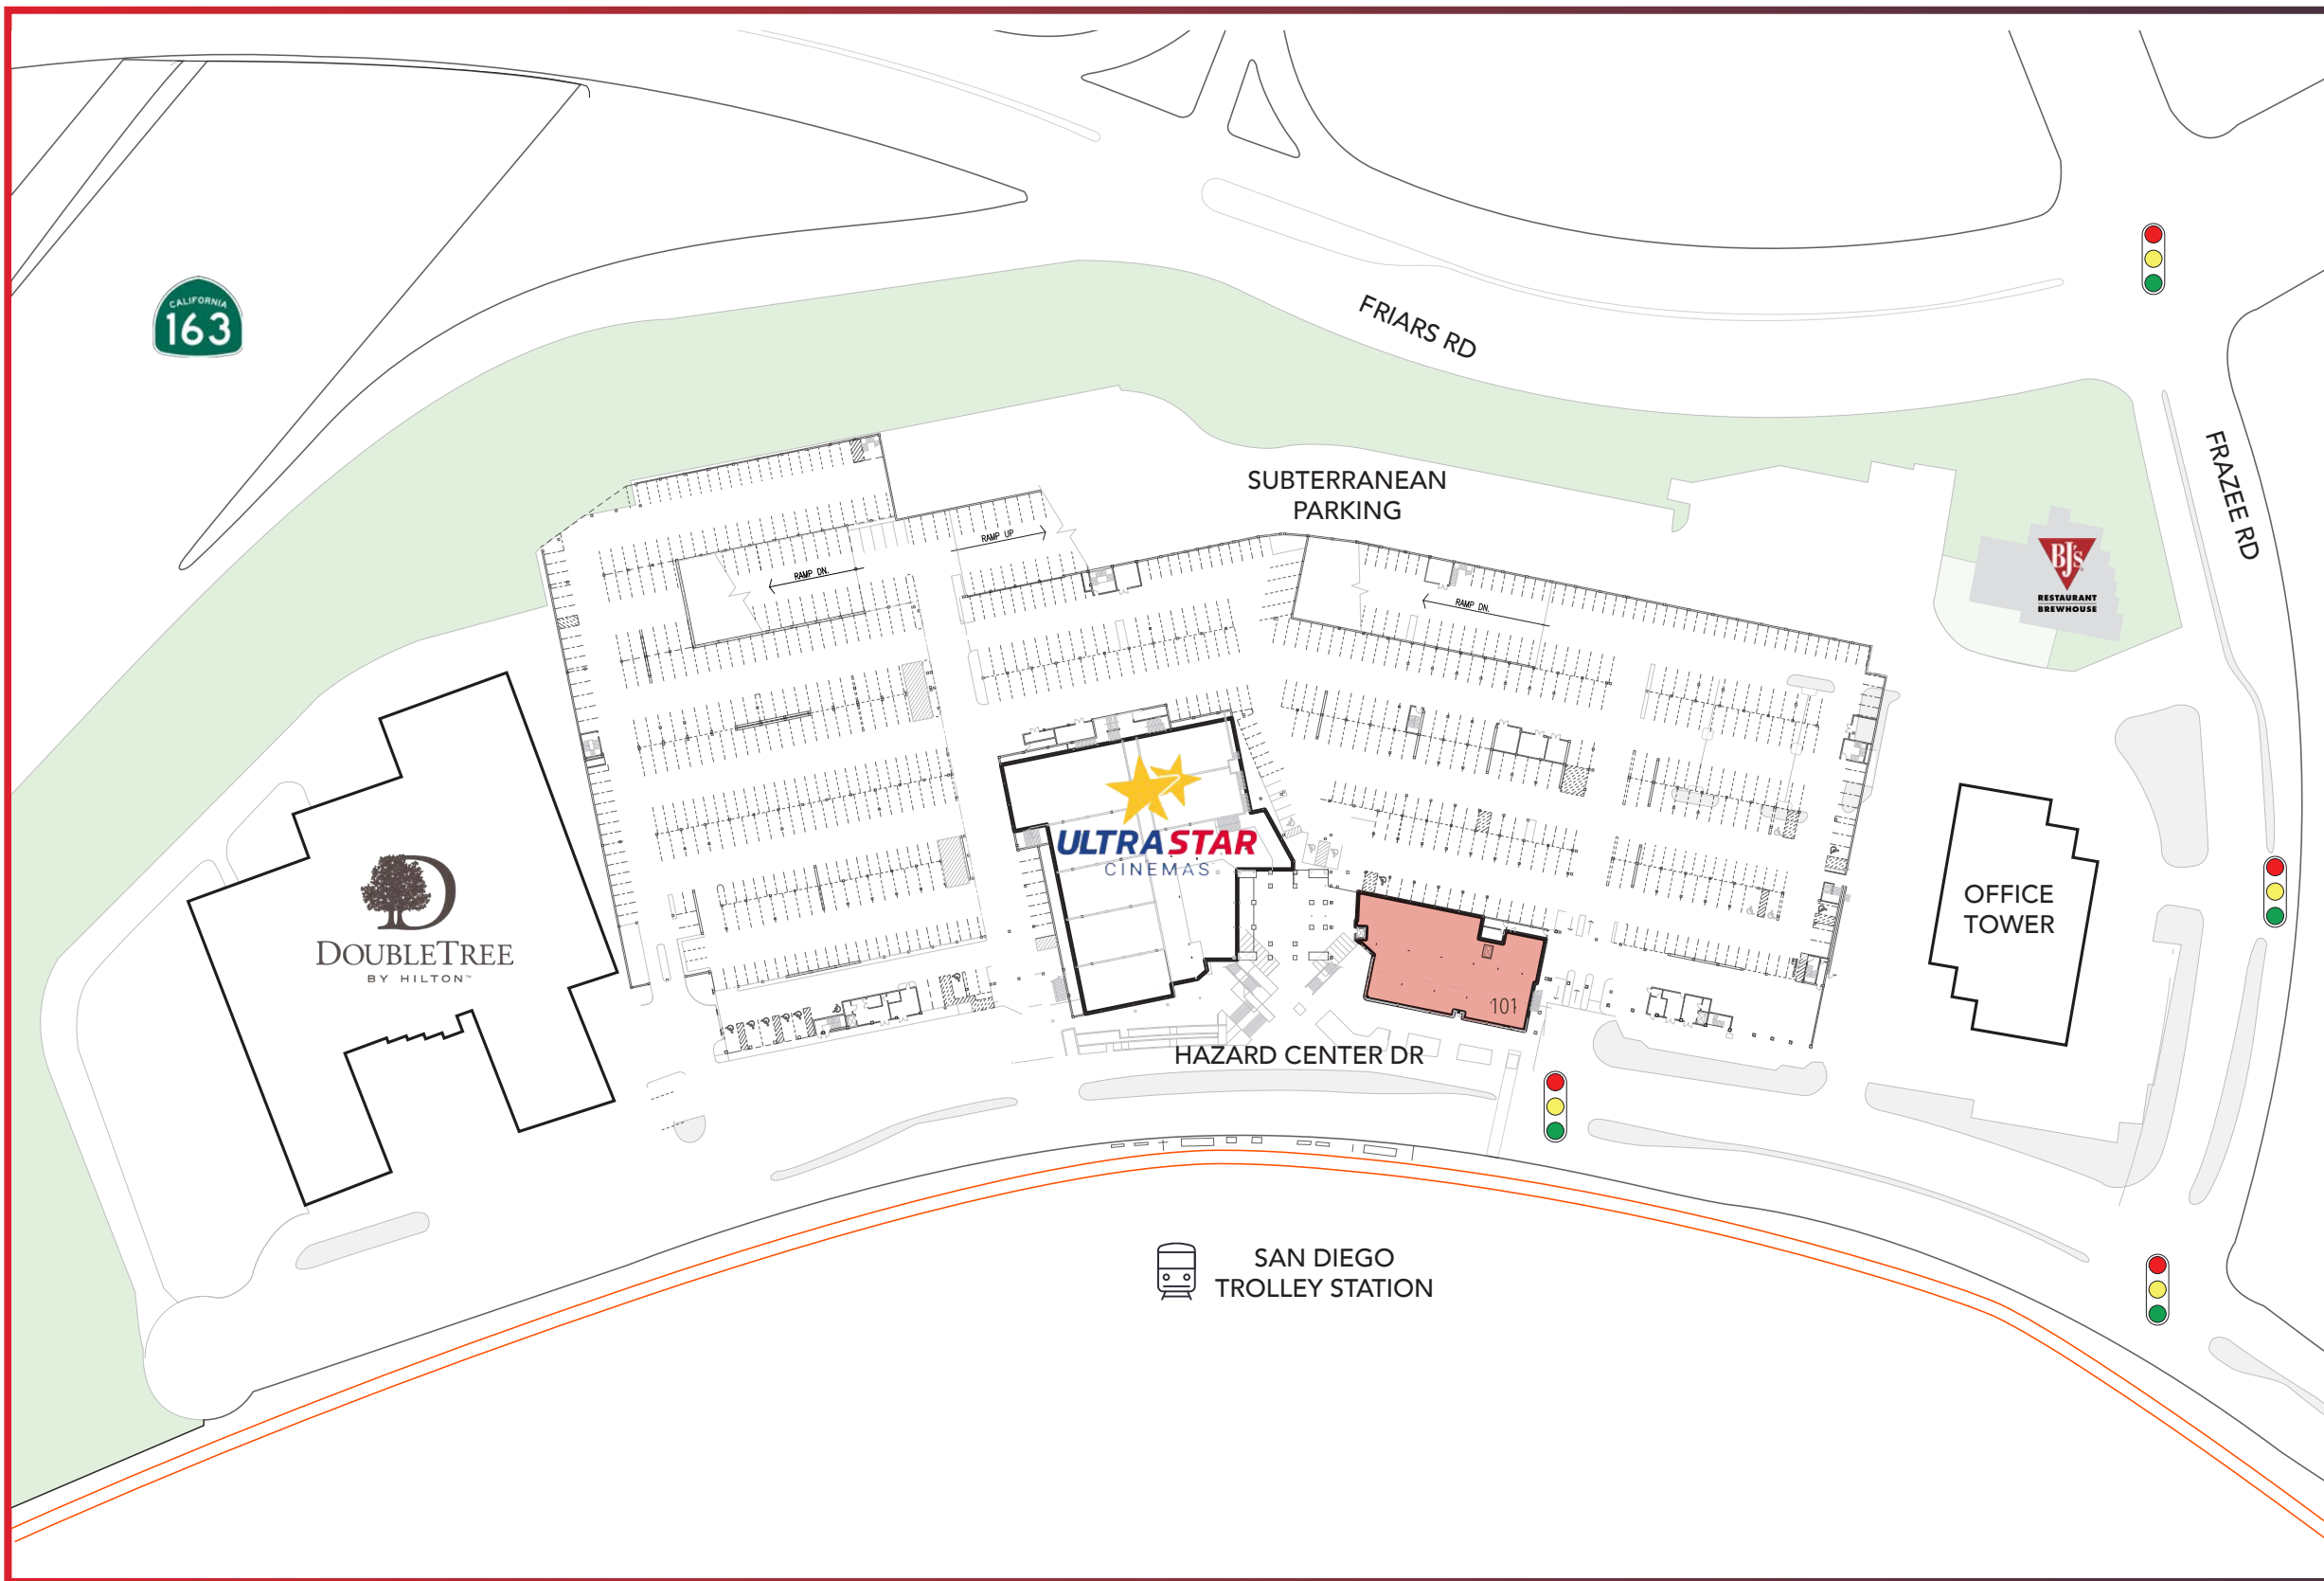 CALIFORNIA
163
FRIARS RD
FRAZEE RD
SUBTERRANEAN
PARKING
RAMP UP
RAMP DN.
RAMP DN.
BJ's
RESTAURANT
BREWHOUSE
ULTRASTAR
CINEMAS
DOUBLETREE
BY HILTON™
OFFICE
TOWER
101
HAZARD CENTER DR
SAN DIEGO
TROLLEY STATION